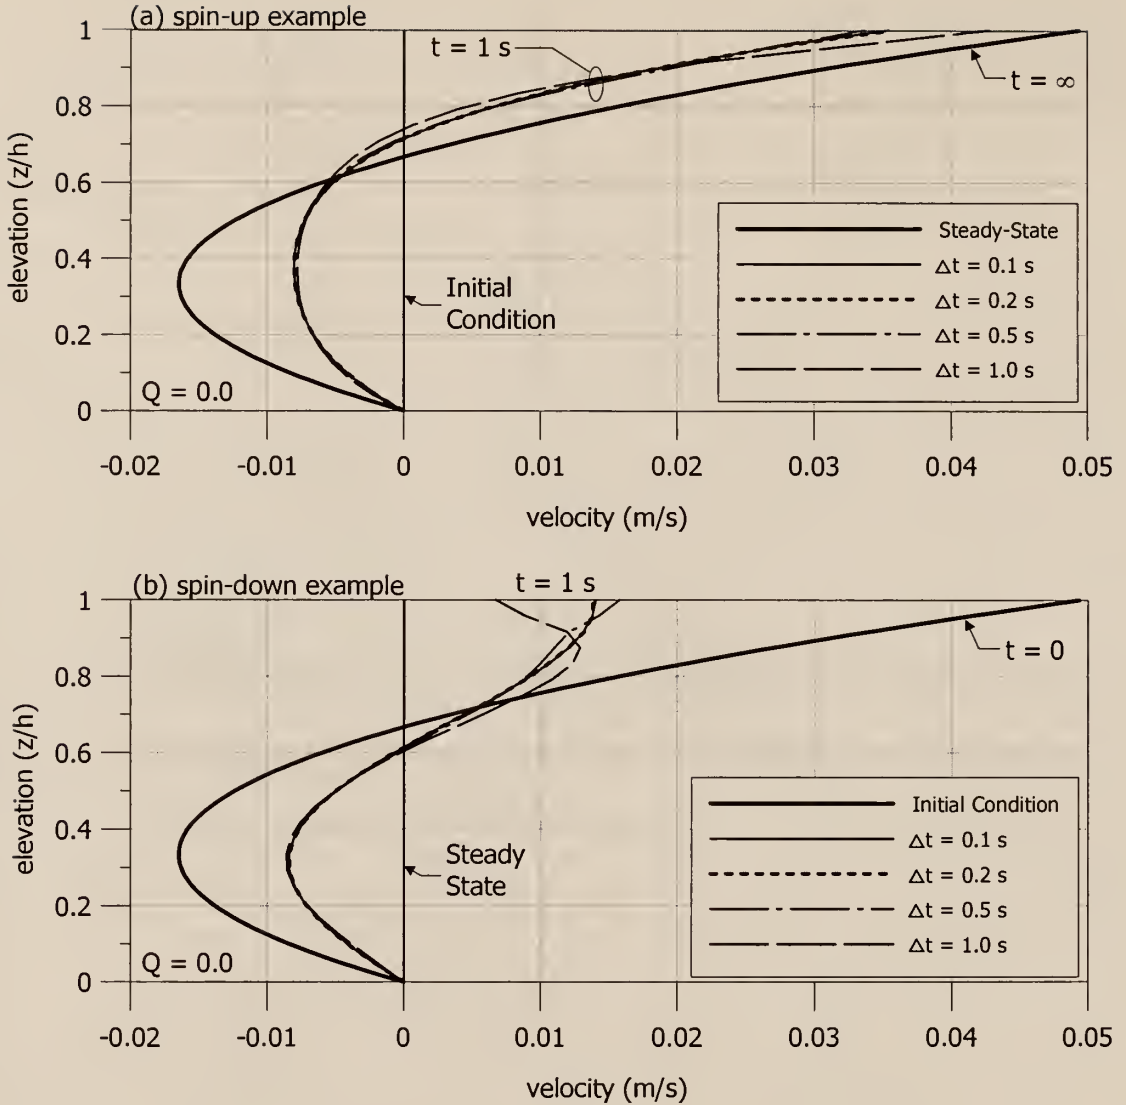 (a) spin-up example
1
0.8
0.6
0.4
0.2
0
elevation (z/h)
t = 1 s
t = ∞
Initial
Condition
Q = 0.0
Steady-State
Δt = 0.1 s
Δt = 0.2 s
Δt = 0.5 s
Δt = 1.0 s
-0.02 -0.01 0 0.01 0.02 0.03 0.04 0.05
velocity (m/s)
(b) spin-down example
1
0.8
0.6
0.4
0.2
0
elevation (z/h)
t = 1 s
t = 0
Steady
State
Q = 0.0
Initial Condition
Δt = 0.1 s
Δt = 0.2 s
Δt = 0.5 s
Δt = 1.0 s
-0.02 -0.01 0 0.01 0.02 0.03 0.04 0.05
velocity (m/s)